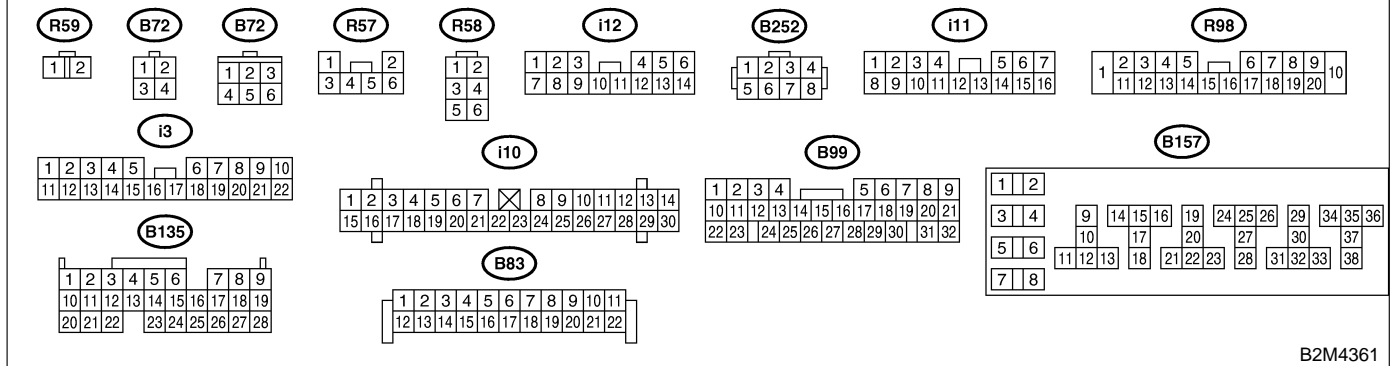 R59 B72 B72 R57 R58 i12 B252 i11 R98
1 2
1 2
3 4
1 2 3
4 5 6
1 2
3 4 5 6
1 2
3 4
5 6
1 2 3 4 5 6
7 8 9 10 11 12 13 14
1 2 3 4
5 6 7 8
1 2 3 4 5 6 7
8 9 10 11 12 13 14 15 16
1 2 3 4 5 6 7 8 9 10
11 12 13 14 15 16 17 18 19 20
i3
1 2 3 4 5 6 7 8 9 10
11 12 13 14 15 16 17 18 19 20 21 22
i10
1 2 3 4 5 6 7 8 9 10 11 12 13 14
15 16 17 18 19 20 21 22 23 24 25 26 27 28 29 30
B99
1 2 3 4 5 6 7 8 9
10 11 12 13 14 15 16 17 18 19 20 21
22 23 24 25 26 27 28 29 30 31 32
B157
1 2
3 4
5 6
7 8
9 14 15 16 19 24 25 26 29 34 35 36
10 17 20 27 30 37
11 12 13 18 21 22 23 28 31 32 33 38
B135
1 2 3 4 5 6 7 8 9
10 11 12 13 14 15 16 17 18 19
20 21 22 23 24 25 26 27 28
B83
1 2 3 4 5 6 7 8 9 10 11
12 13 14 15 16 17 18 19 20 21 22
B2M4361